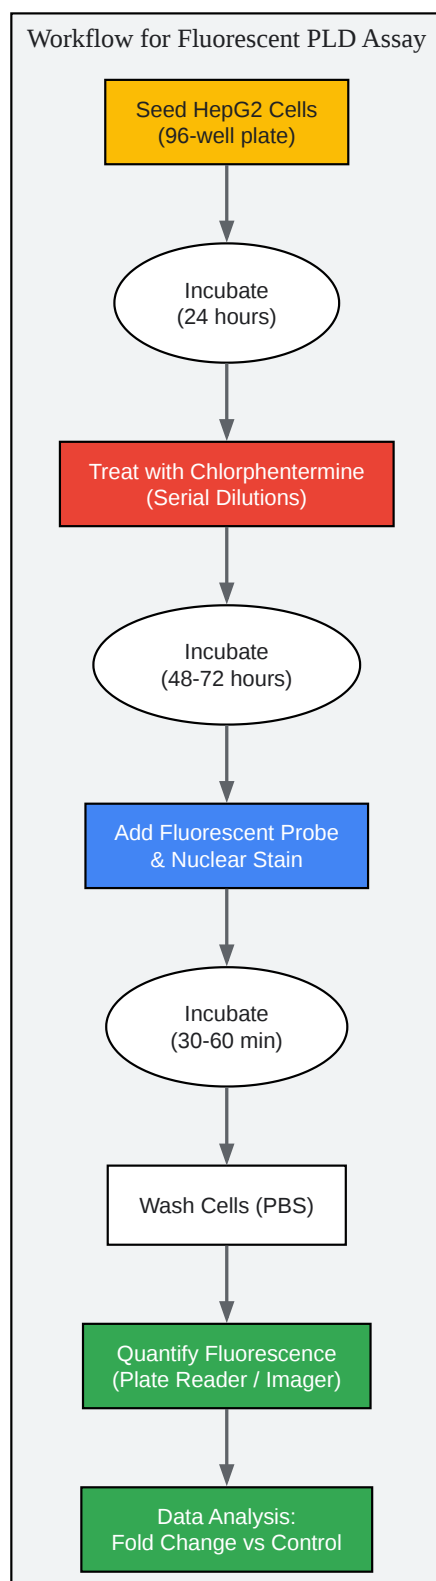 Workflow for Fluorescent PLD Assay
Seed HepG2 Cells
(96-well plate)
Incubate
(24 hours)
Treat with Chlorphentermine
(Serial Dilutions)
Incubate
(48-72 hours)
Add Fluorescent Probe
& Nuclear Stain
Incubate
(30-60 min)
Wash Cells (PBS)
Quantify Fluorescence
(Plate Reader / Imager)
Data Analysis:
Fold Change vs Control